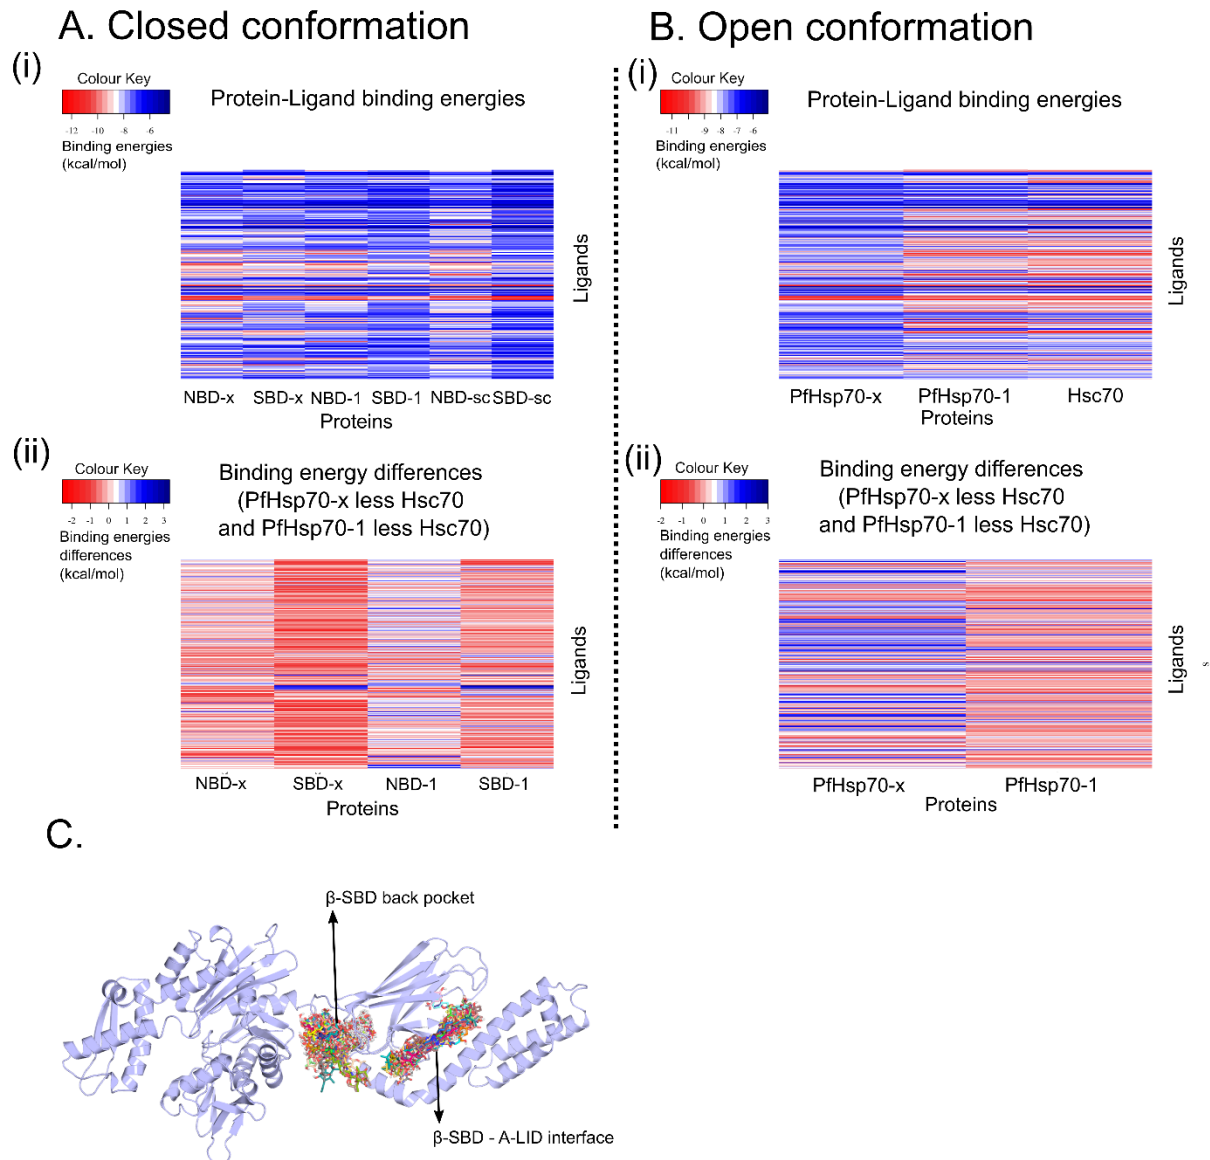 A. Closed conformation
(i)
Colour Key
-12 -10 -8 -6
Binding energies
(kcal/mol)
Protein-Ligand binding energies
Ligands
NBD-x SBD-x NBD-1 SBD-1 NBD-sc SBD-sc
Proteins
(ii)
Colour Key
-2 -1 0 1 2 3
Binding energies
differences
(kcal/mol)
Binding energy differences
(PfHsp70-x less Hsc70
and PfHsp70-1 less Hsc70)
Ligands
NBD-x SBD-x NBD-1 SBD-1
Proteins
B. Open conformation
(i)
Colour Key
-11 -9 -8 -7 -6
Binding energies
(kcal/mol)
Protein-Ligand binding energies
Ligands
PfHsp70-x PfHsp70-1 Hsc70
Proteins
(ii)
Colour Key
-2 -1 0 1 2 3
Binding energies
differences
(kcal/mol)
Binding energy differences
(PfHsp70-x less Hsc70
and PfHsp70-1 less Hsc70)
Ligands
s
PfHsp70-x PfHsp70-1
Proteins
C.
β-SBD back pocket
β-SBD - A-LID interface